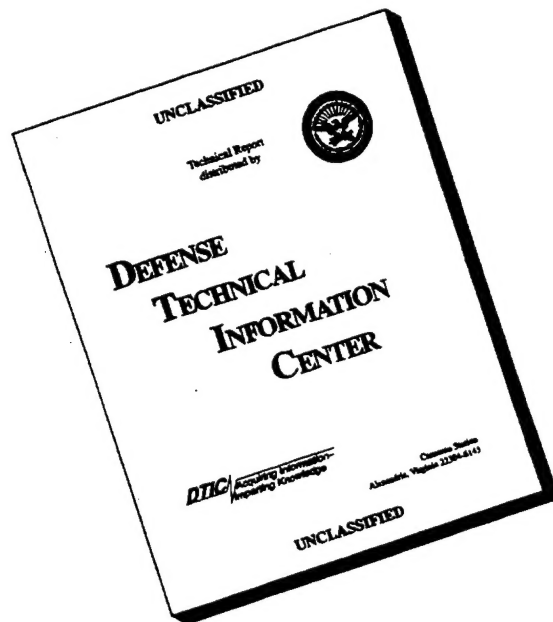 UNCLASSIFIED
Technical Report
distributed by
DEFENSE
TECHNICAL
INFORMATION
CENTER
DTIC Acquiring Information-
Imparting Knowledge
Cameron Station
Alexandria, Virginia 22304-6145
UNCLASSIFIED